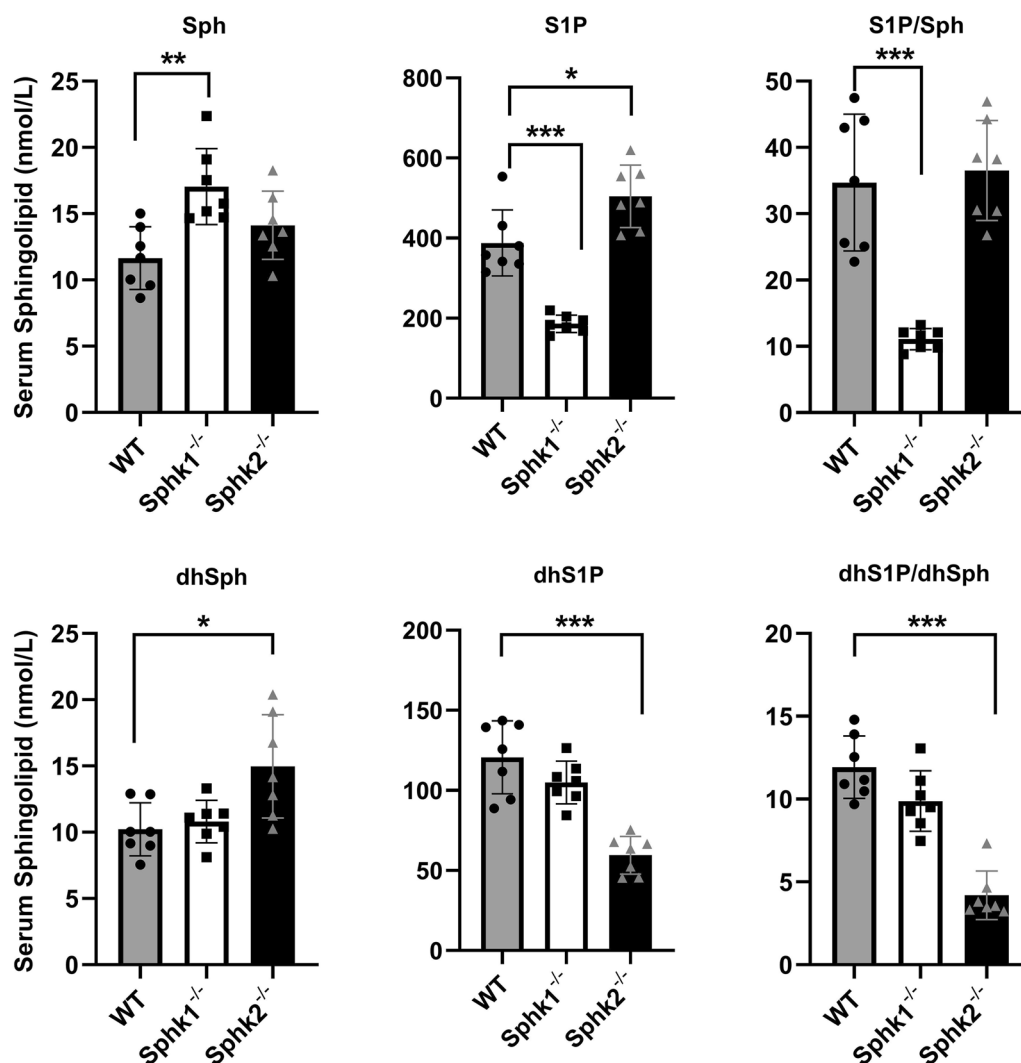 Sph
**
Serum Sphingolipid (nmol/L)
25
20
15
10
5
0
WT
Sphk1-/-
Sphk2-/-
S1P
*
***
800
600
400
200
0
WT
Sphk1-/-
Sphk2-/-
S1P/Sph
***
50
40
30
20
10
0
WT
Sphk1-/-
Sphk2-/-
dhSph
*
Serum Sphingolipid (nmol/L)
25
20
15
10
5
0
WT
Sphk1-/-
Sphk2-/-
dhS1P
***
200
150
100
50
0
WT
Sphk1-/-
Sphk2-/-
dhS1P/dhSph
***
20
15
10
5
0
WT
Sphk1-/-
Sphk2-/-